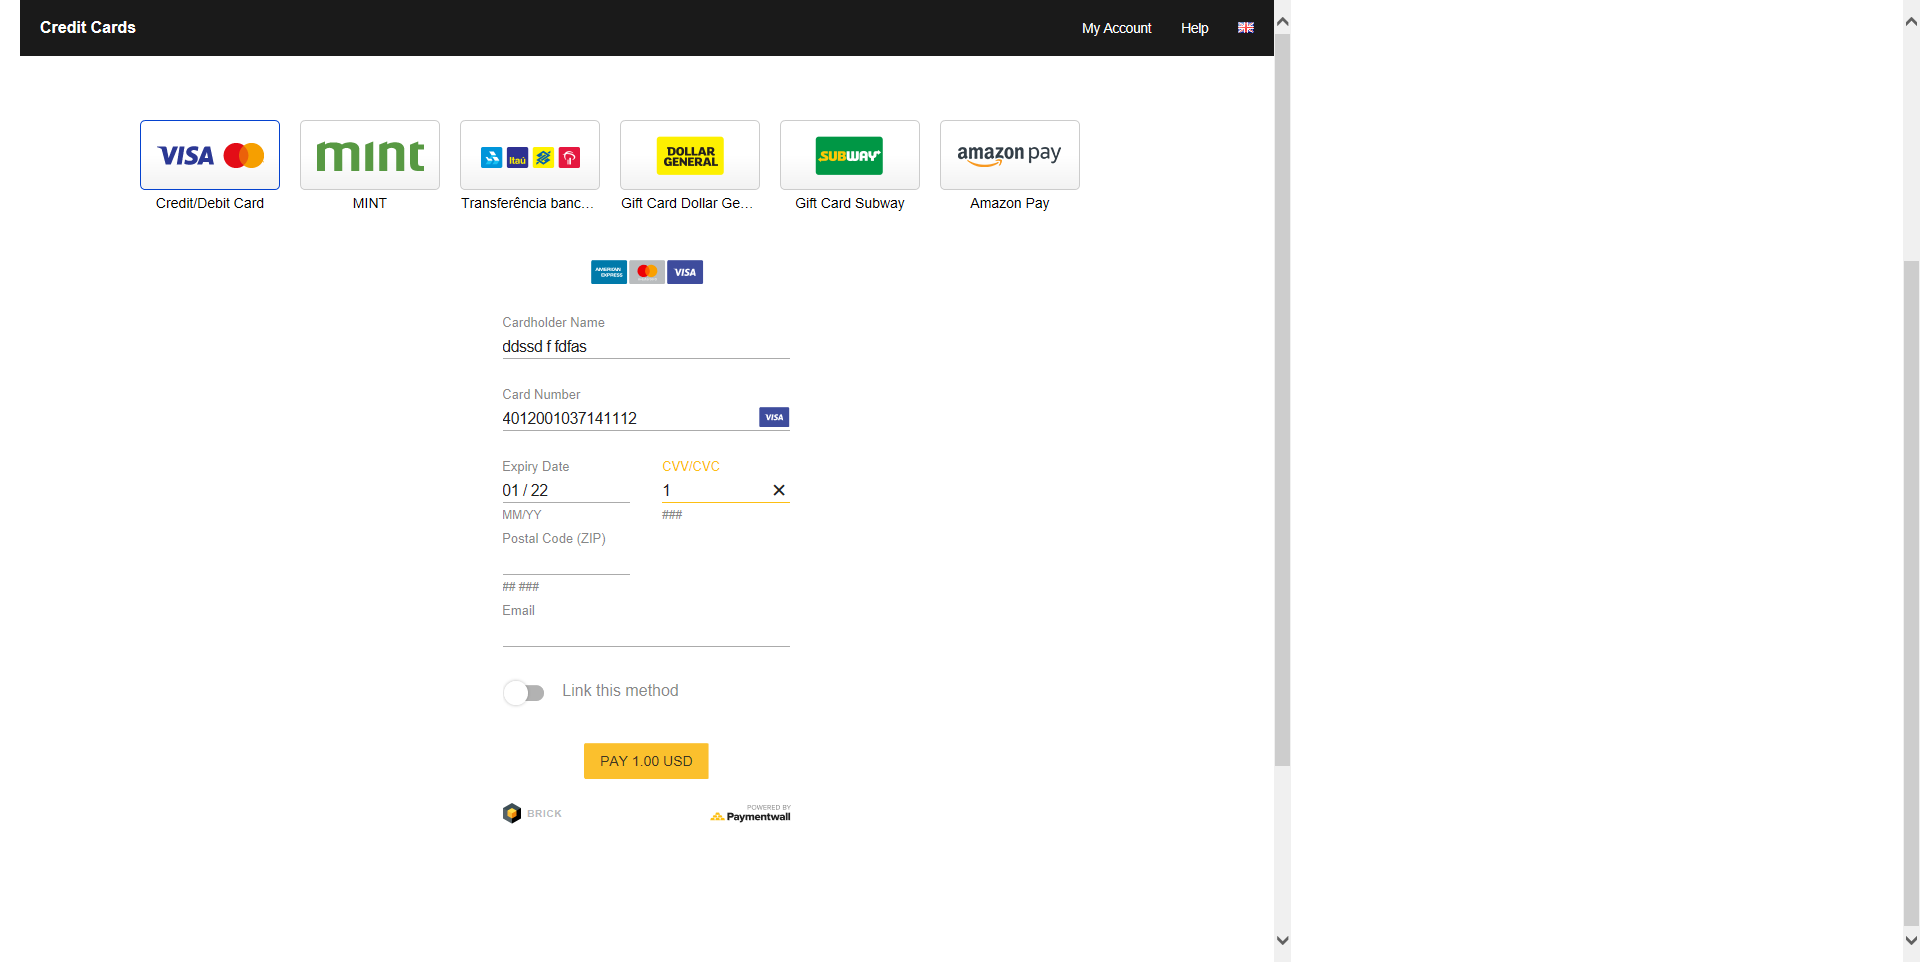 Credit Cards
My Account Help
VISA
mint
Itaú
DOLLAR
GENERAL
SUBWAY
amazon pay
Credit/Debit Card
MINT
Transferência banc...
Gift Card Dollar Ge...
Gift Card Subway
Amazon Pay
AMERICAN
EXPRESS
VISA
Cardholder Name
ddssd f fdfas
Card Number
4012001037141112
VISA
Expiry Date
CVV/CVC
01 / 22
1
MM/YY
###
Postal Code (ZIP)
## ###
Email
Link this method
PAY 1.00 USD
BRICK
POWERED BY
Paymentwall